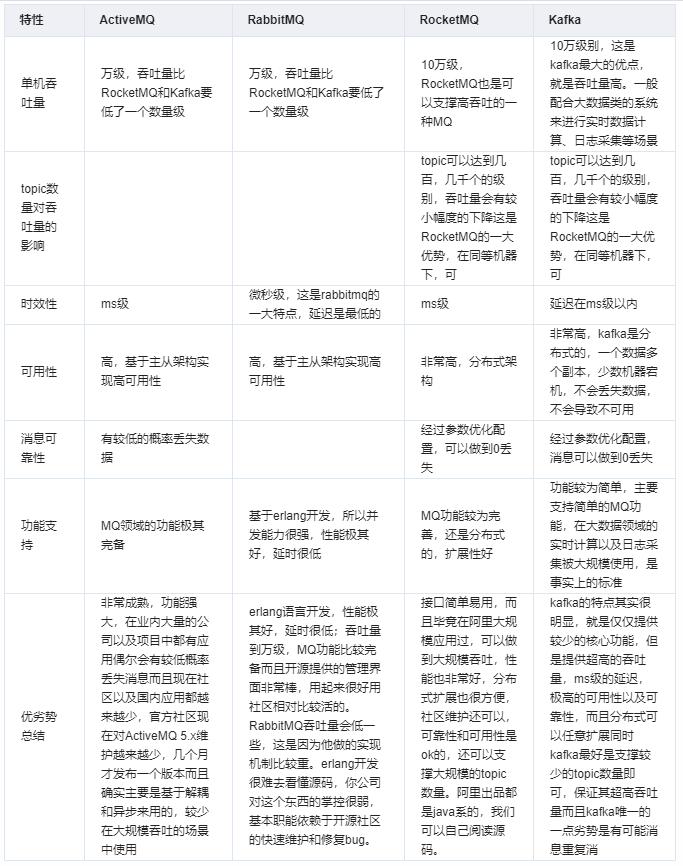 特性
ActiveMQ
RabbitMQ
RocketMQ
Kafka
单机吞
吐量
万级，吞吐量比
RocketMQ和Kafka要
低了一个数量级
万级，吞吐量比
RocketMQ和Kafka要低了
一个数量级
10万级，
RocketMQ也是可
以支撑高吞吐的一
种MQ
10万级别，这是
kafka最大的优点，
就是吞吐量高。一般
配合大数据类的系统
来进行实时数据计
算、日志采集等场景
topic数
量对吞
吐量的
影响
topic可以达到几
百，几千个的级
别，吞吐量会有较
小幅度的下降这是
RocketMQ的一大
优势，在同等机器
下，可
topic可以达到几
百，几千个的级别，
吞吐量会有较小幅度
的下降这是
RocketMQ的一大优
势，在同等机器下，
可
时效性
ms级
微秒级，这是rabbitmq的
一大特点，延迟是最低的
ms级
延迟在ms级以内
可用性
高，基于主从架构实
现高可用性
高，基于主从架构实现高
可用性
非常高，分布式架
构
非常高，kafka是分
布式的，一个数据多
个副本，少数机器宕
机，不会丢失数据，
不会导致不可用
消息可
靠性
有较低的概率丢失数
据
经过参数优化配
置，可以做到0丢
失
经过参数优化配置，
消息可以做到0丢失
功能支
持
MQ领域的功能极其
完备
基于erlang开发，所以并
发能力很强，性能极其
好，延时很低
MQ功能较为完
善，还是分布式
的，扩展性好
功能较为简单，主要
支持简单的MQ功
能，在大数据领域的
实时计算以及日志采
集被大规模使用，是
事实上的标准
优劣势
总结
非常成熟，功能强
大，在业内大量的公
司以及项目中都有应
用偶尔会有较低概率
丢失消息而且现在社
区以及国内应用都越
来越少，官方社区现
在对ActiveMQ 5.x维
护越来越少，几个月
才发布一个版本而且
确实主要是基于解耦
和异步来用的，较少
在大规模吞吐的场景
中使用
erlang语言开发，性能极
其好，延时很低；吞吐量
到万级，MQ功能比较完
备而且开源提供的管理界
面非常棒，用起来很好用
社区相对比较活的。
RabbitMQ吞吐量会低一
些，这是因为他做的实现
机制比较重。erlang开发
很难去看懂源码，你公司
对这个东西的掌控很弱，
基本职能依赖于开源社区
的快速维护和修复bug。
接口简单易用，而
且毕竟在阿里大规
模应用过，可以做
到大规模吞吐，性
能也非常好，分布
式扩展也很方便，
社区维护还可以，
可靠性和可用性是
ok的，还可以支
撑大规模的topic
数量。阿里出品都
是java系的，我们
可以自己阅读源
码。
kafka的特点其实很
明显，就是仅仅提供
较少的核心功能，但
是提供超高的吞吐
量，ms级的延迟，
极高的可用性以及可
靠性，而且分布式可
以任意扩展同时
kafka最好是支撑较
少的topic数量即
可，保证其超高吞吐
量而且kafka唯一的
一点劣势是有可能消
息重复消